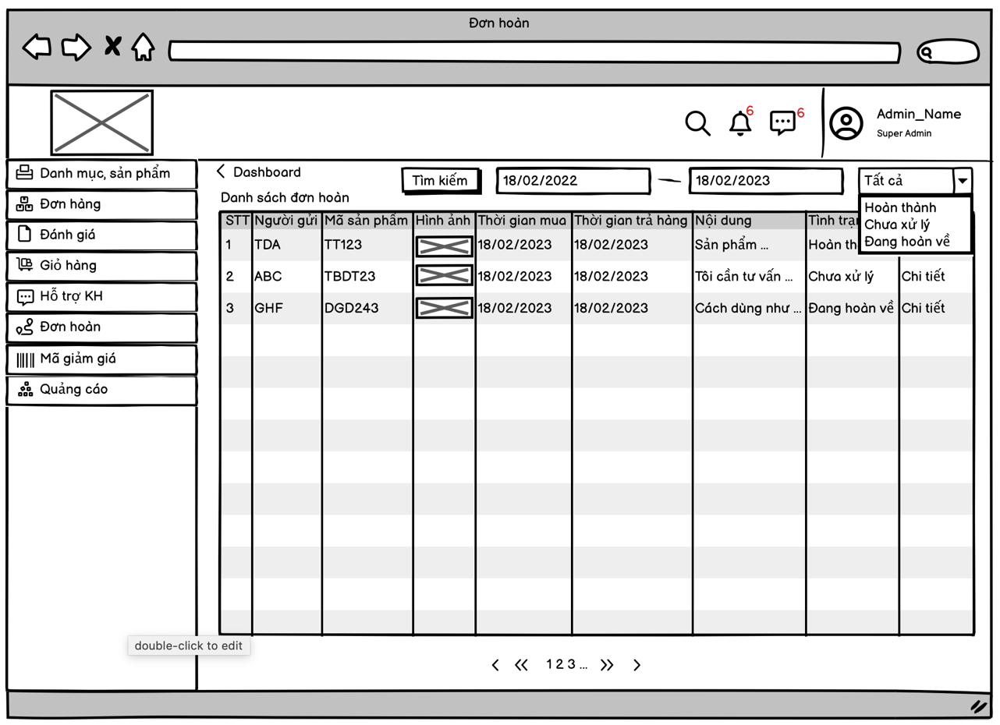 Đơn hoàn
6
6
Admin_Name
Super Admin
Danh mục, sản phẩm
Đơn hàng
Đánh giá
Giỏ hàng
Hỗ trợ KH
Đơn hoàn
Mã giảm giá
Quảng cáo
Dashboard
Tìm kiếm
18/02/2022
18/02/2023
Tất cả
Hoàn thành
Chưa xử lý
Đang hoàn về
Danh sách đơn hoàn
STT Người gửi Mã sản phẩm Hình ảnh Thời gian mua Thời gian trả hàng Nội dung Tình trạ
1 TDA TT123 18/02/2023 18/02/2023 Sản phẩm ... Hoàn th
2 ABC TBDT23 18/02/2023 18/02/2023 Tôi cần tư vấn ... Chưa xử lý Chi tiết
3 GHF DGD243 18/02/2023 18/02/2023 Cách dùng như ... Đang hoàn về Chi tiết
double-click to edit
1 2 3 ...